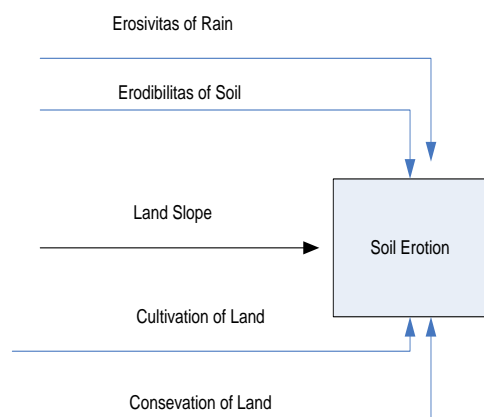 Erosivitas of Rain
Erodibilitas of Soil
Land Slope
Soil Erotion
Cultivation of Land
Consevation of Land